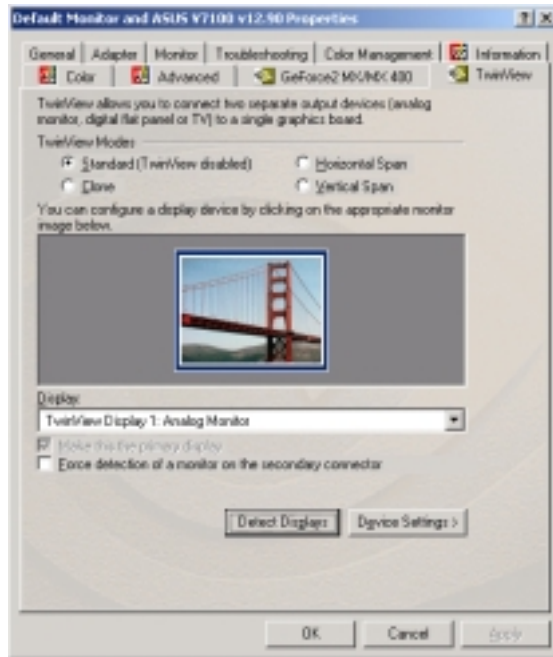 Default Monitor and ASUS V7100 v12.90 Properties
General Adapter Monitor Troubleshooting Color Management Information
Color Advanced GeForce2 MX/MX 400 TwinView
TwinView allows you to connect two separate output devices (analog
monitor, digital flat panel or TV) to a single graphics board.
TwinView Modes
Standard (TwinView disabled) Horizontal Span
Clone Vertical Span
You can configure a display device by clicking on the appropriate monitor
image below.
Display:
TwinView Display 1: Analog Monitor
Make this the primary display
Force detection of a monitor on the secondary connector
Detect Displays Device Settings >
OK Cancel Apply